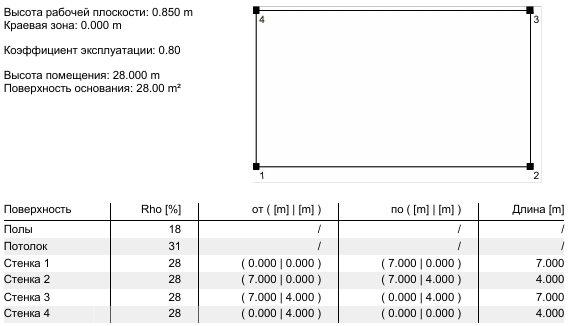 Высота рабочей плоскости: 0.850 m
Краевая зона: 0.000 m
Коэффициент эксплуатации: 0.80
Высота помещения: 28.000 m
Поверхность основания: 28.00 m²
4 3
1 2
Поверхность Rho [%] от ( [m] | [m] ) по ( [m] | [m] ) Длина [m]
Полы 18 / / /
Потолок 31 / / /
Стенка 1 28 ( 0.000 | 0.000 ) ( 7.000 | 0.000 ) 7.000
Стенка 2 28 ( 7.000 | 0.000 ) ( 7.000 | 4.000 ) 4.000
Стенка 3 28 ( 7.000 | 4.000 ) ( 0.000 | 4.000 ) 7.000
Стенка 4 28 ( 0.000 | 4.000 ) ( 0.000 | 0.000 ) 4.000